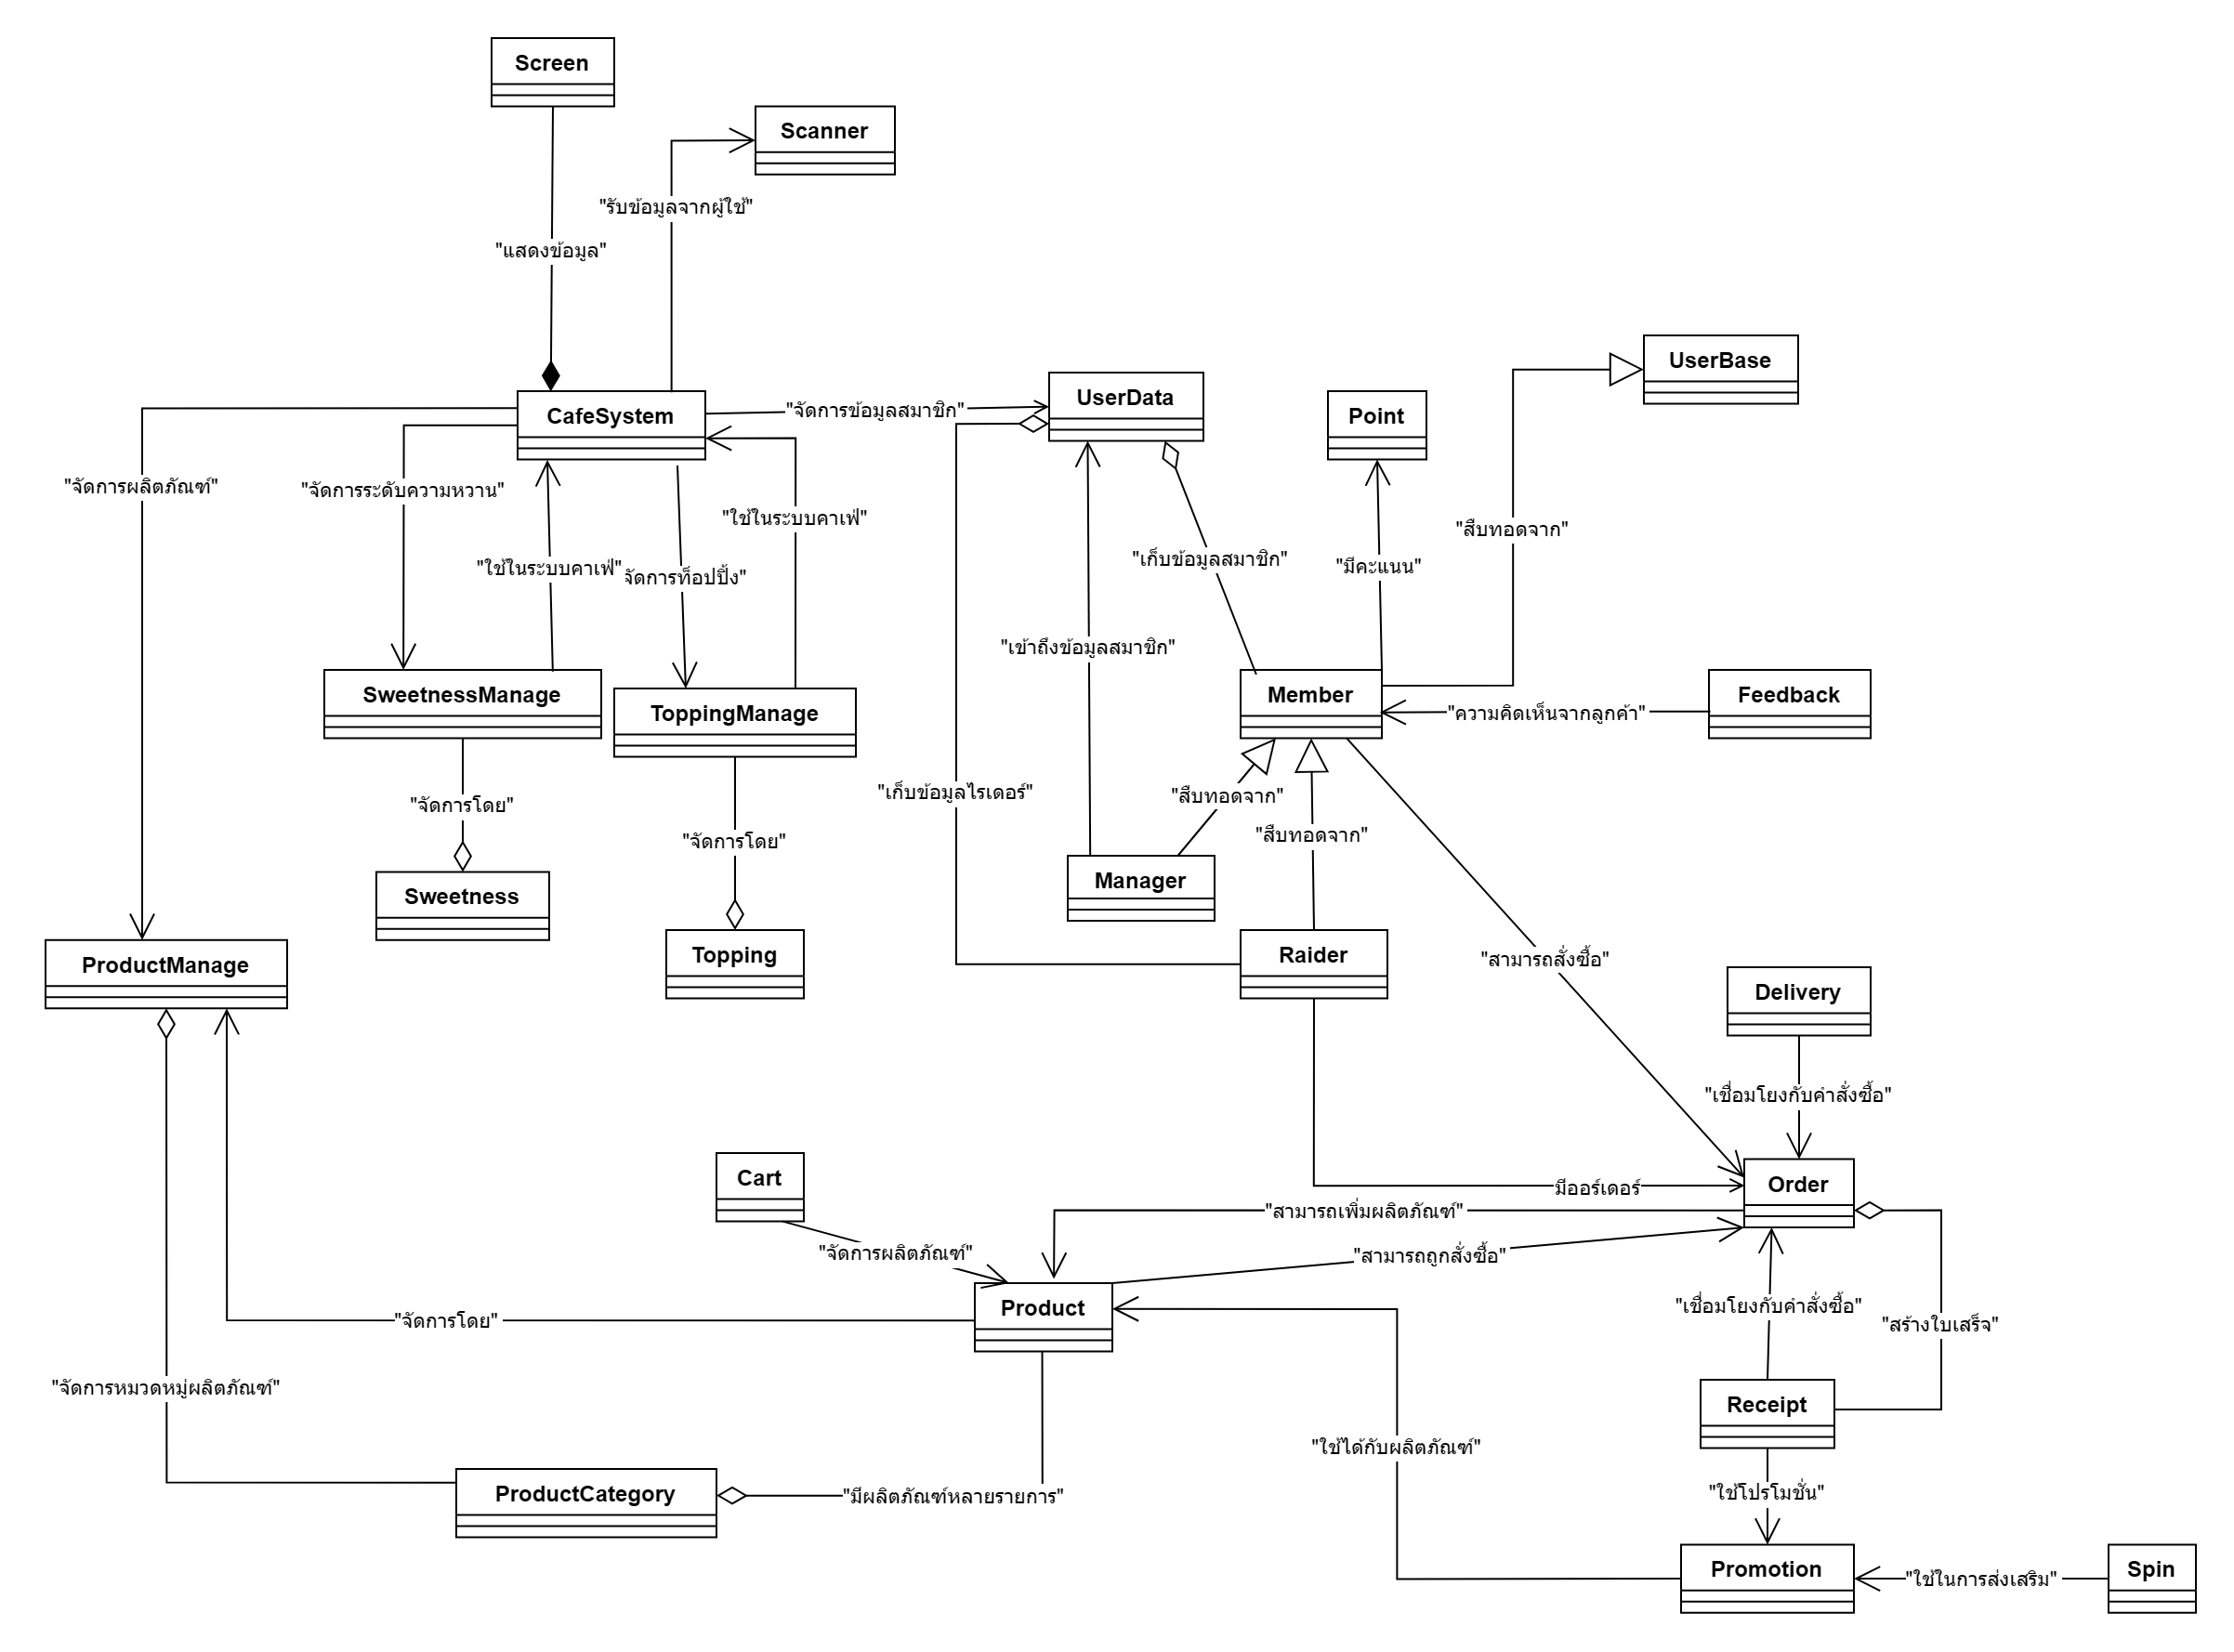 Screen
Scanner
"รับข้อมูลจากผู้ใช้"
"แสดงข้อมูล"
UserBase
CafeSystem
"จัดการข้อมูลสมาชิก"
UserData
Point
"จัดการผลิตภัณฑ์"
"จัดการระดับความหวาน"
"ใช้ในระบบคาเฟ่"
"สืบทอดจาก"
"ใช้ในระบบคาเฟ่"
จัดการท็อปปิ้ง"
"เก็บข้อมูลสมาชิก"
"มีคะแนน"
"เข้าถึงข้อมูลสมาชิก"
SweetnessManage
ToppingManage
Member
"ความคิดเห็นจากลูกค้า"
Feedback
"จัดการโดย"
"จัดการโดย"
"เก็บข้อมูลไรเดอร์"
"สืบทอดจาก"
"สืบทอดจาก"
Sweetness
Manager
ProductManage
Topping
Raider
"สามารถสั่งซื้อ"
Delivery
"เชื่อมโยงกับคำสั่งซื้อ"
Cart
มีออร์เดอร์
Order
"สามารถเพิ่มผลิตภัณฑ์"
"จัดการผลิตภัณฑ์"
"สามารถถูกสั่งซื้อ"
Product
"เชื่อมโยงกับคำสั่งซื้อ"
"จัดการโดย"
"สร้างใบเสร็จ"
"จัดการหมวดหมู่ผลิตภัณฑ์"
Receipt
"ใช้ได้กับผลิตภัณฑ์"
ProductCategory
"มีผลิตภัณฑ์หลายรายการ"
"ใช้โปรโมชั่น"
Promotion
"ใช้ในการส่งเสริม"
Spin